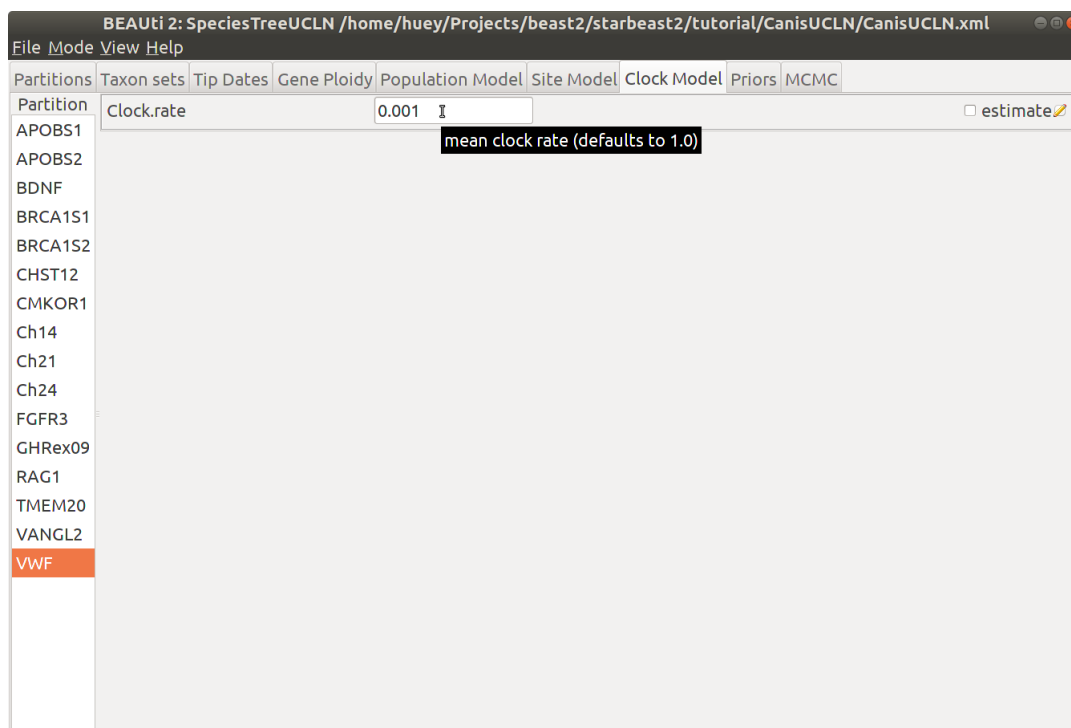 BEAUti 2: SpeciesTreeUCLN /home/huey/Projects/beast2/starbeast2/tutorial/CanisUCLN/CanisUCLN.xml
File Mode View Help
Partitions Taxon sets Tip Dates Gene Ploidy Population Model Site Model Clock Model Priors MCMC
Partition
Clock.rate 0.001 estimate
mean clock rate (defaults to 1.0)
APOBS1
APOBS2
BDNF
BRCA1S1
BRCA1S2
CHST12
CMKOR1
Ch14
Ch21
Ch24
FGFR3
GHRex09
RAG1
TMEM20
VANGL2
VWF